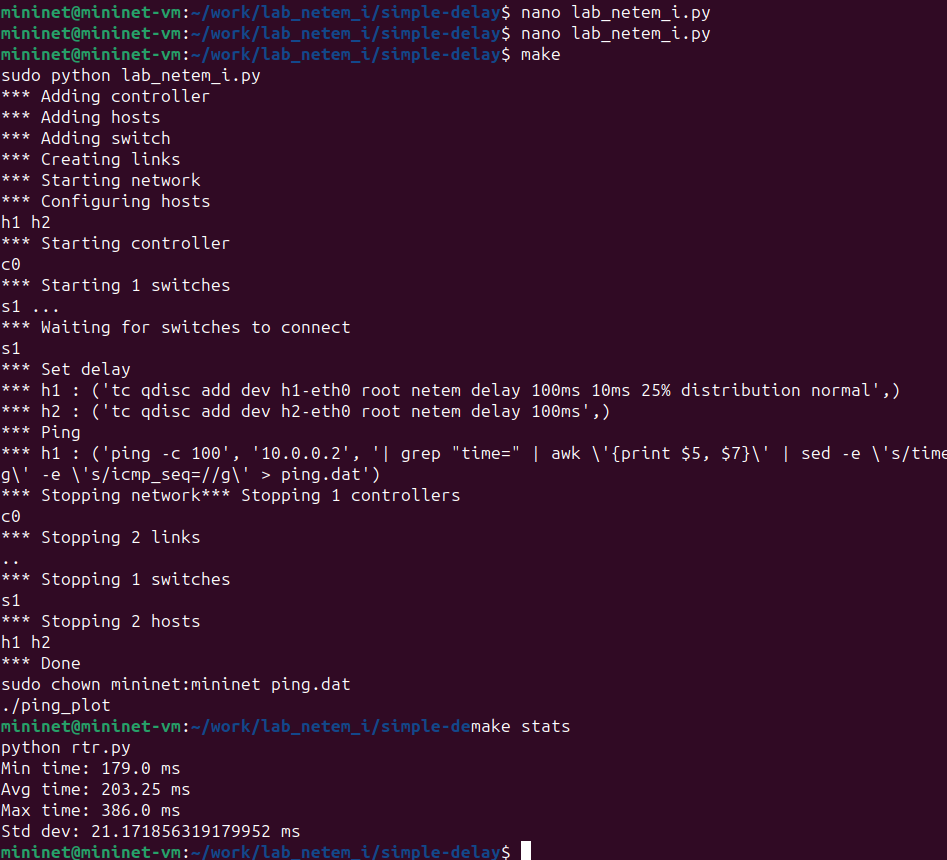 mininet@mininet-vm:~/work/lab_netem_i/simple-delay$ nano lab_netem_i.py
mininet@mininet-vm:~/work/lab_netem_i/simple-delay$ nano lab_netem_i.py
mininet@mininet-vm:~/work/lab_netem_i/simple-delay$ make
sudo python lab_netem_i.py
*** Adding controller
*** Adding hosts
*** Adding switch
*** Creating links
*** Starting network
*** Configuring hosts
h1 h2
*** Starting controller
c0
*** Starting 1 switches
s1 ...
*** Waiting for switches to connect
s1
*** Set delay
*** h1 : ('tc qdisc add dev h1-eth0 root netem delay 100ms 10ms 25% distribution normal',)
*** h2 : ('tc qdisc add dev h2-eth0 root netem delay 100ms',)
*** Ping
*** h1 : ('ping -c 100', '10.0.0.2', '| grep "time=" | awk \'{print $5, $7}\' | sed -e \'s/time
g\' -e \'s/icmp_seq=//g\' > ping.dat')
*** Stopping network*** Stopping 1 controllers
c0
*** Stopping 2 links
..
*** Stopping 1 switches
s1
*** Stopping 2 hosts
h1 h2
*** Done
sudo chown mininet:mininet ping.dat
./ping_plot
mininet@mininet-vm:~/work/lab_netem_i/simple-demake stats
python rtr.py
Min time: 179.0 ms
Avg time: 203.25 ms
Max time: 386.0 ms
Std dev: 21.171856319179952 ms
mininet@mininet-vm:~/work/lab_netem_i/simple-delay$